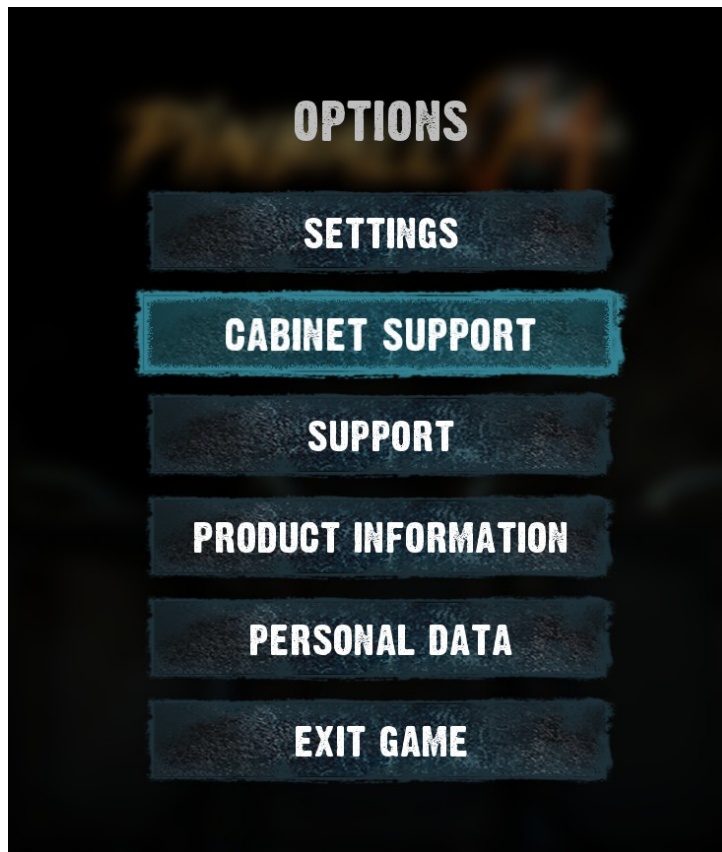 OPTIONS
SETTINGS
CABINET SUPPORT
SUPPORT
PRODUCT INFORMATION
PERSONAL DATA
EXIT GAME